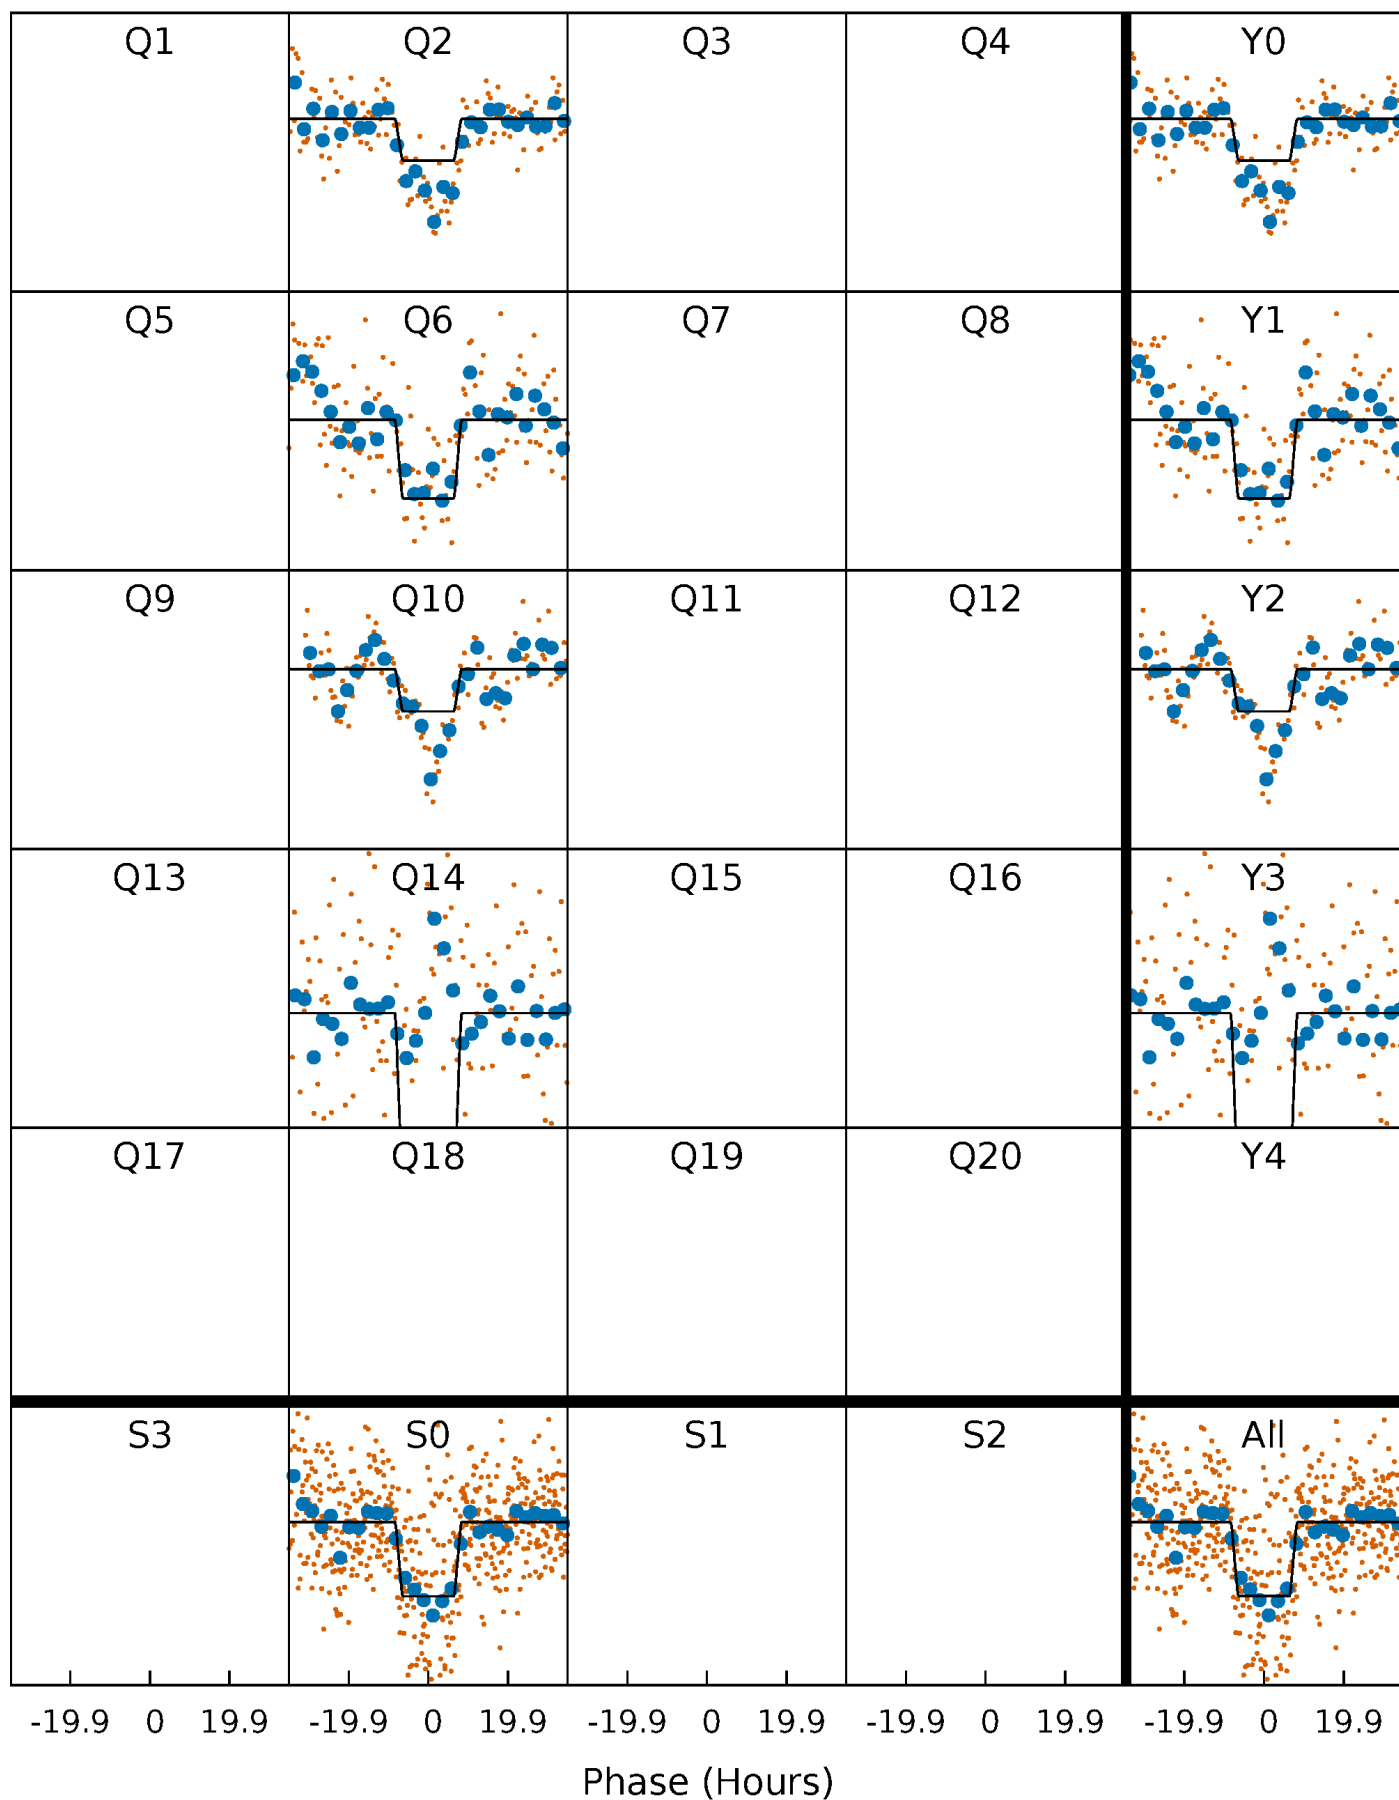 Q1 Q2 Q3 Q4 Y0
Q5 Q6 Q7 Q8 Y1
Q9 Q10 Q11 Q12 Y2
Q13 Q14 Q15 Q16 Y3
Q17 Q18 Q19 Q20 Y4
S3 S0 S1 S2 All
-19.9 0 19.9 -19.9 0 19.9 -19.9 0 19.9 -19.9 0 19.9 -19.9 0 19.9
Phase (Hours)